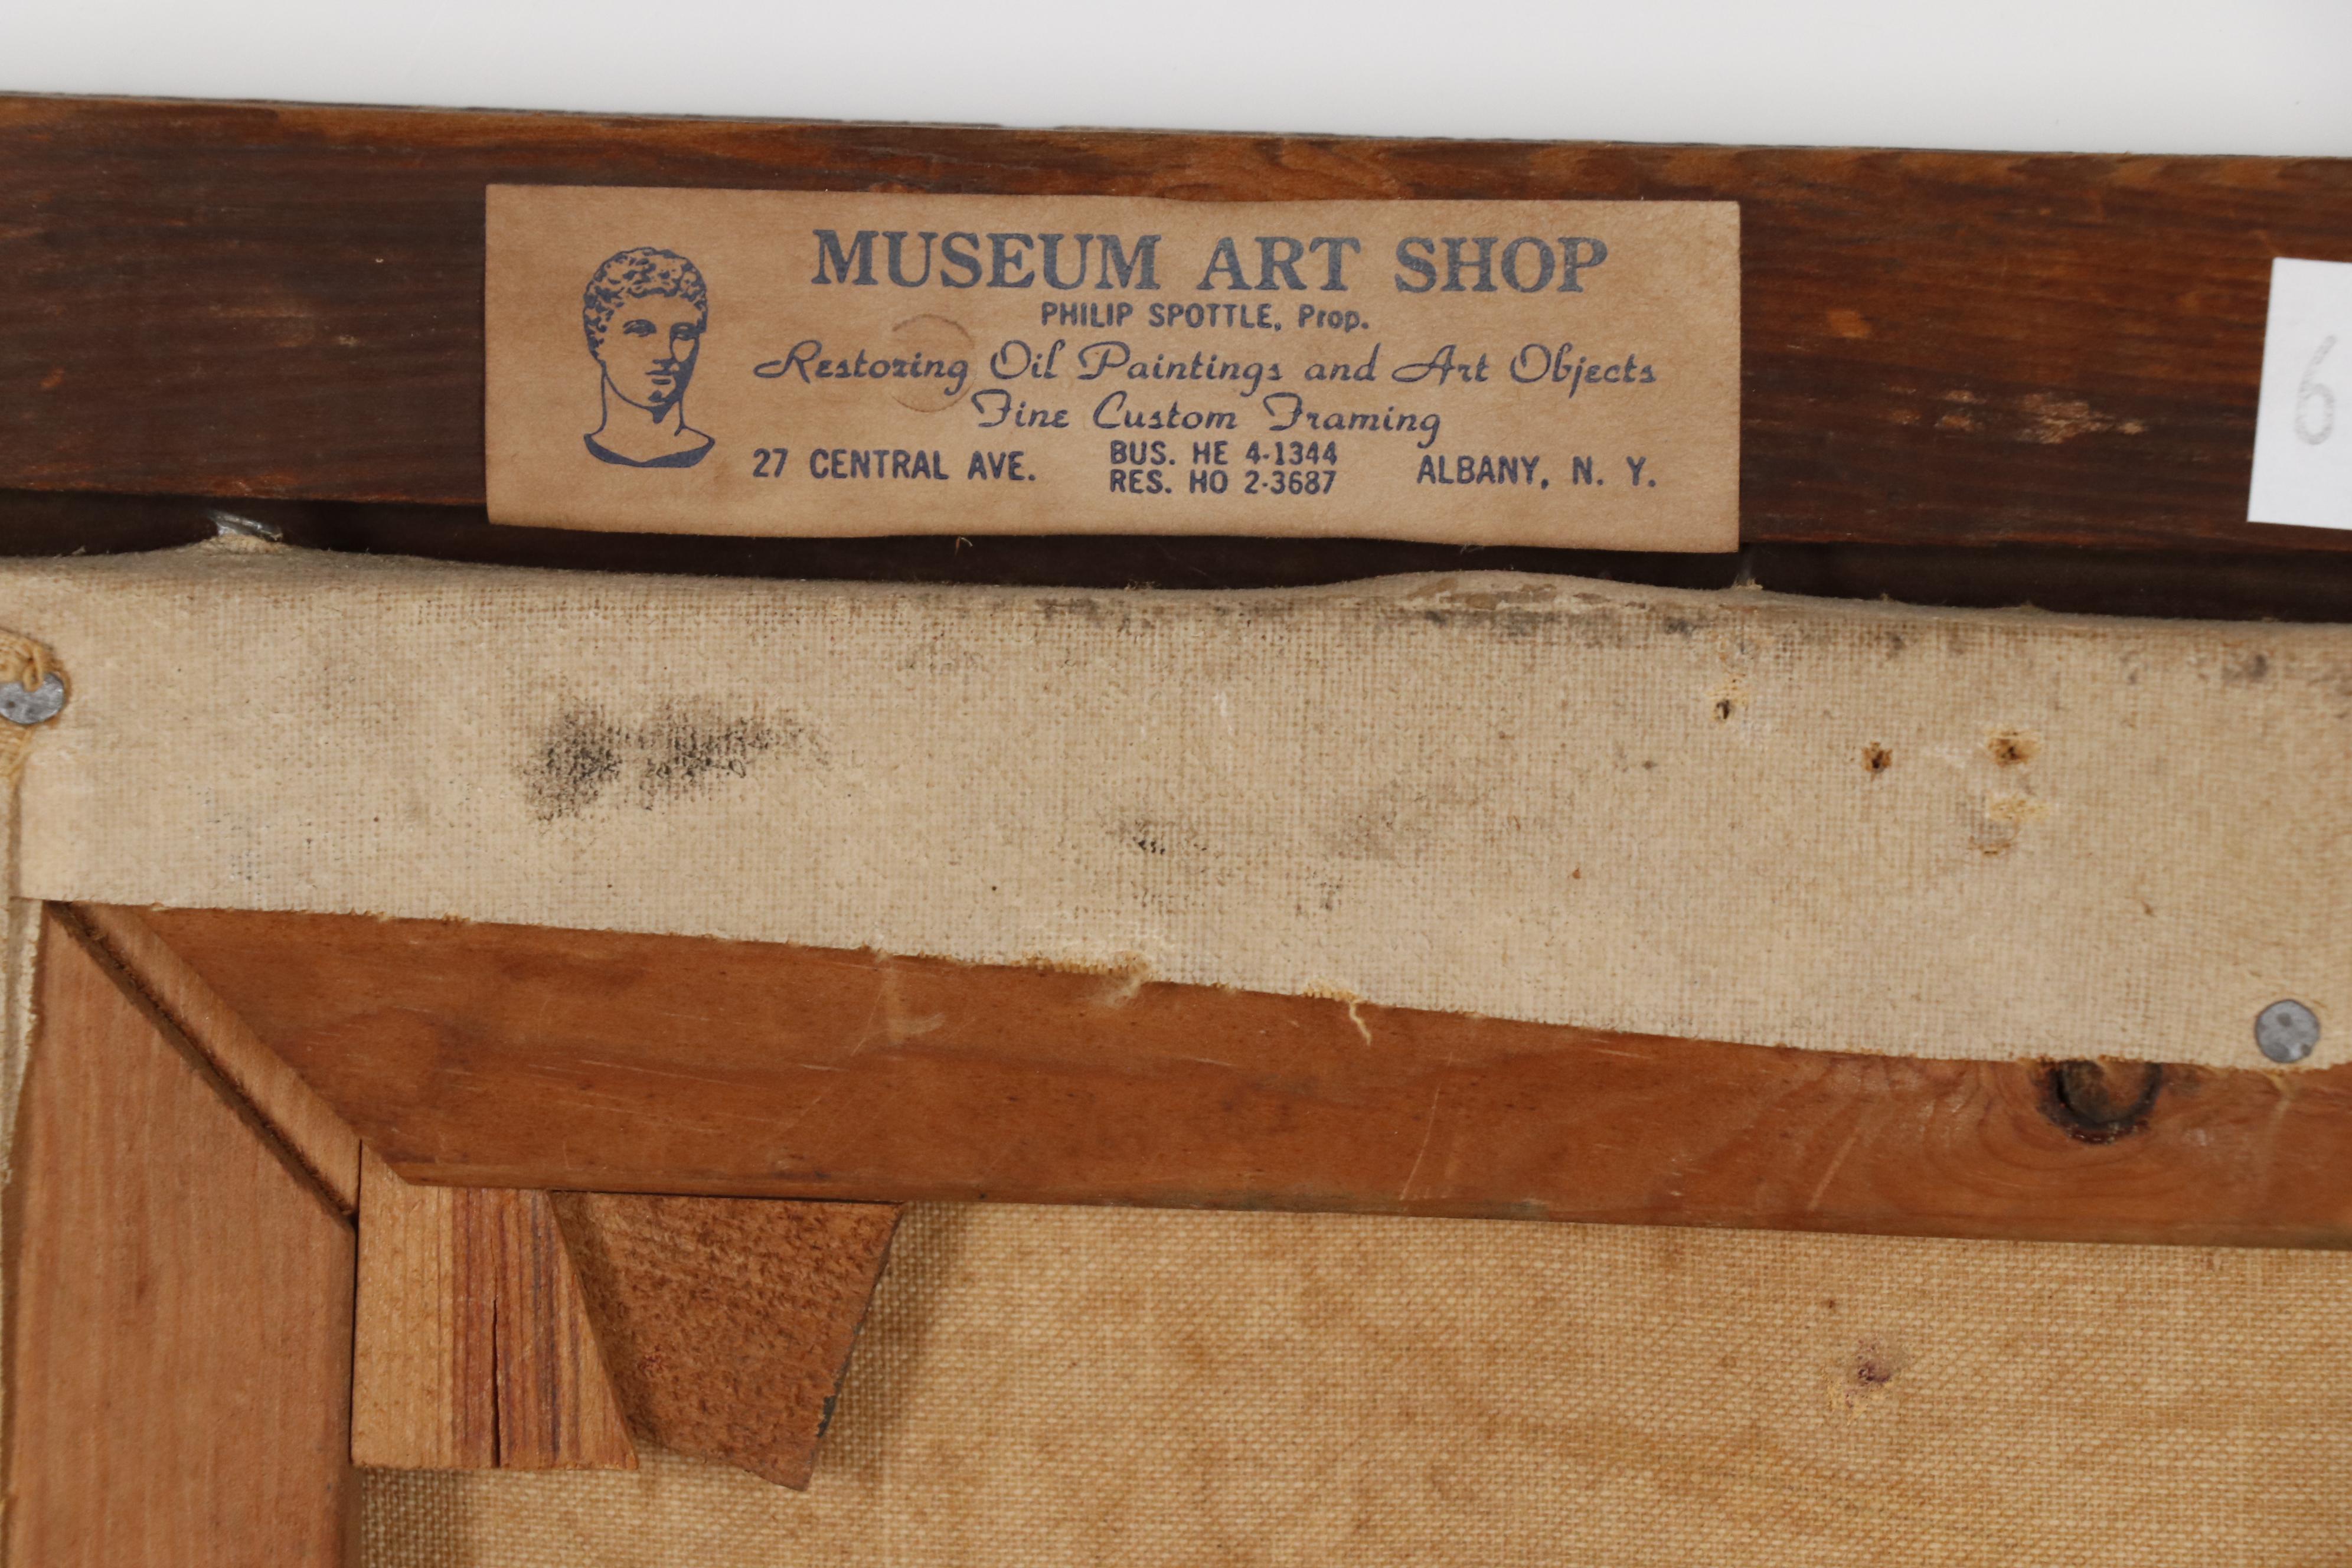 MUSEUM ART SHOP
PHILIP SPOTTLE, Prop.
Restoring Oil Paintings and Art Objects
Fine Custom Framing
27 CENTRAL AVE. BUS. HE 4-1344 ALBANY, N. Y.
RES. HO 2-3687
6